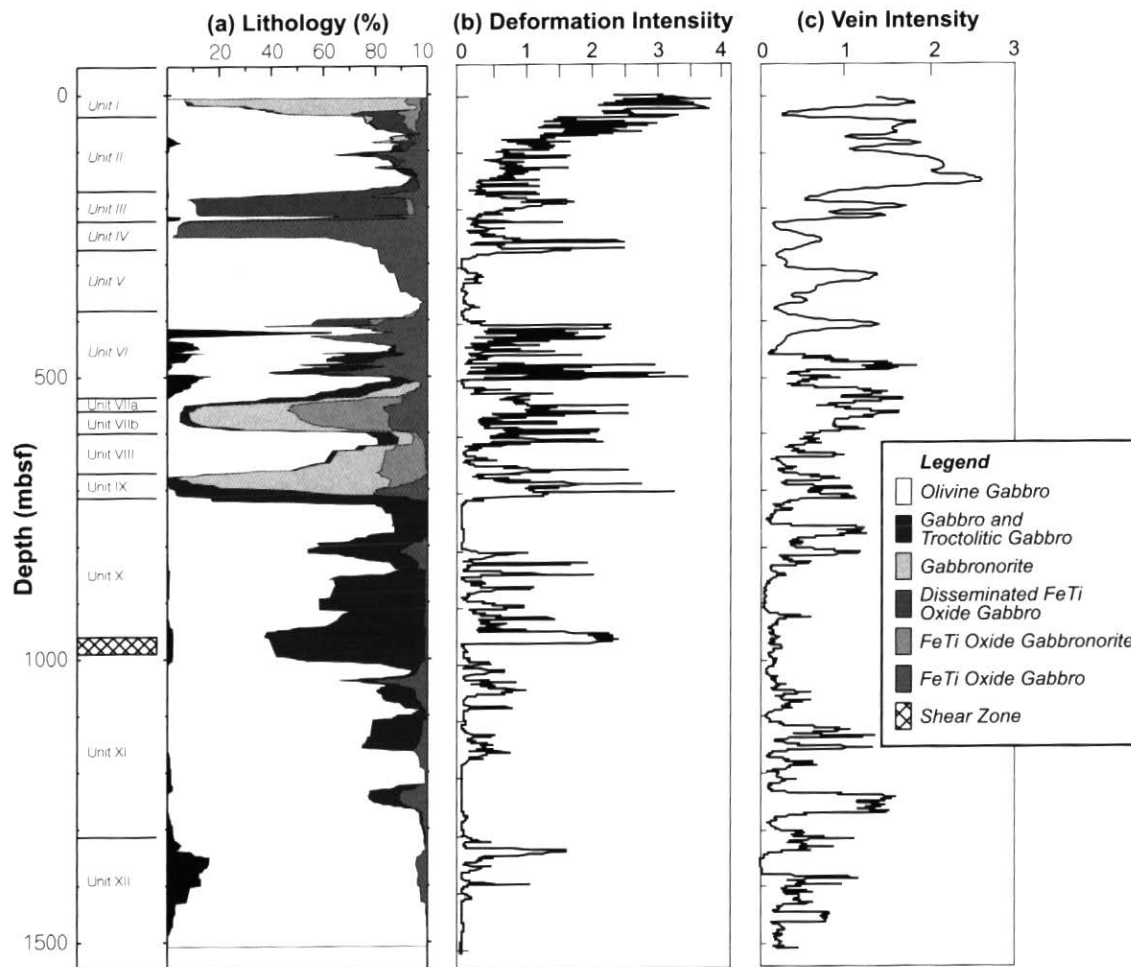 (a) Lithology (%)
20 40 60 80 10
(b) Deformation Intensiity
0 1 2 3 4
(c) Vein Intensity
0 1 2 3
Depth (mbsf)
0
500
1000
1500
Unit I
Unit II
Unit III
Unit IV
Unit V
Unit VI
Unit VIIa
Unit VIIb
Unit VIII
Unit IX
Unit X
Unit XI
Unit XII
Legend
Olivine Gabbro
Gabbro and
Troctolitic Gabbro
Gabbronorite
Disseminated FeTi
Oxide Gabbro
FeTi Oxide Gabbronorite
FeTi Oxide Gabbro
Shear Zone